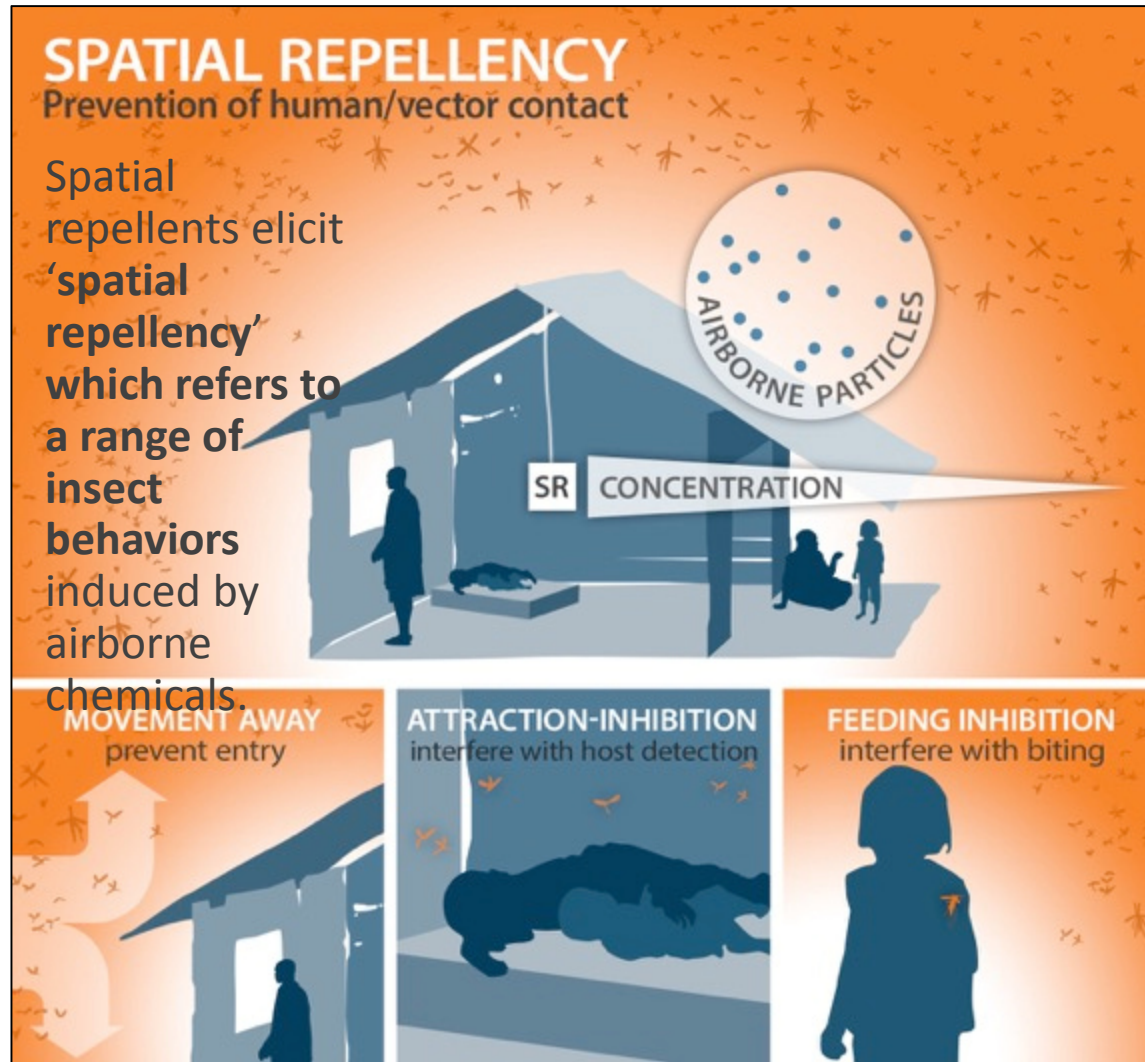 SPATIAL REPELLENCY
Prevention of human/vector contact
Spatial
repellents elicit
‘spatial
repellency’
which refers to
a range of
insect
behaviors
induced by
airborne
chemicals.
AIRBORNE PARTICLES
SR CONCENTRATION
MOVEMENT AWAY
prevent entry
ATTRACTION-INHIBITION
interfere with host detection
FEEDING INHIBITION
interfere with biting